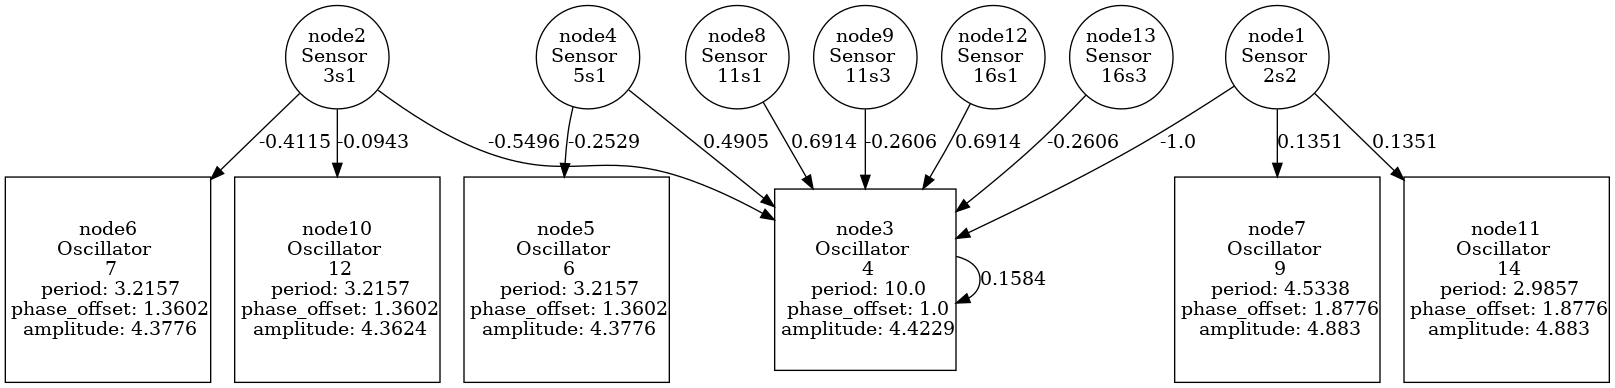 node2
Sensor
3s1
node4
Sensor
5s1
node8
Sensor
11s1
node9
Sensor
11s3
node12
Sensor
16s1
node13
Sensor
16s3
node1
Sensor
2s2
-0.4115
-0.0943
-0.5496
-0.2529
0.4905
0.6914
-0.2606
0.6914
-0.2606
-1.0
0.1351
0.1351
node6
Oscillator
7
period: 3.2157
phase_offset: 1.3602
amplitude: 4.3776
node10
Oscillator
12
period: 3.2157
phase_offset: 1.3602
amplitude: 4.3624
node5
Oscillator
6
period: 3.2157
phase_offset: 1.3602
amplitude: 4.3776
node3
Oscillator
4
period: 10.0
phase_offset: 1.0
amplitude: 4.4229
0.1584
node7
Oscillator
9
period: 4.5338
phase_offset: 1.8776
amplitude: 4.883
node11
Oscillator
14
period: 2.9857
phase_offset: 1.8776
amplitude: 4.883